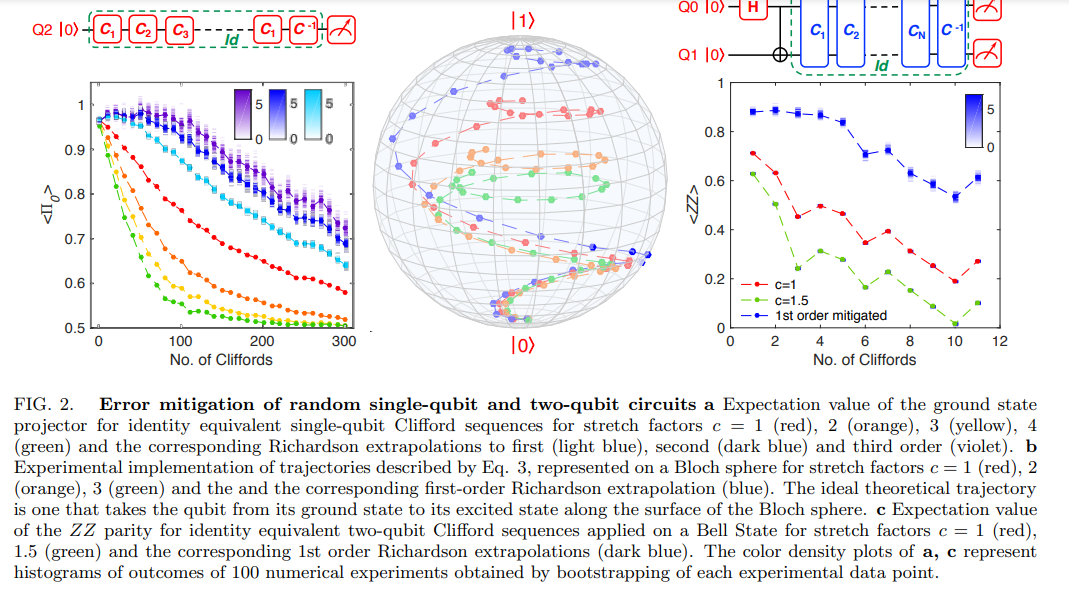 Q2 |0⟩ C₁ C₂ C₃ C₁ C⁻¹
Id
|1⟩
Q0 |0⟩ H
Q1 |0⟩ C₁ C₂ Cɴ C⁻¹
Id
<Π₀>
1
0.9
0.8
0.7
0.6
0.5
5 5 5
0 0 0
0 100 200 300
No. of Cliffords
|0⟩
<ZZ>
1
0.8
0.6
0.4
0.2
0
5
0
c=1
c=1.5
1st order mitigated
0 2 4 6 8 10 12
No. of Cliffords
FIG. 2. Error mitigation of random single-qubit and two-qubit circuits a Expectation value of the ground state
projector for identity equivalent single-qubit Clifford sequences for stretch factors c = 1 (red), 2 (orange), 3 (yellow), 4
(green) and the corresponding Richardson extrapolations to first (light blue), second (dark blue) and third order (violet). b
Experimental implementation of trajectories described by Eq. 3, represented on a Bloch sphere for stretch factors c = 1 (red), 2
(orange), 3 (green) and the and the corresponding first-order Richardson extrapolation (blue). The ideal theoretical trajectory
is one that takes the qubit from its ground state to its excited state along the surface of the Bloch sphere. c Expectation value
of the ZZ parity for identity equivalent two-qubit Clifford sequences applied on a Bell State for stretch factors c = 1 (red),
1.5 (green) and the corresponding 1st order Richardson extrapolations (dark blue). The color density plots of a, c represent
histograms of outcomes of 100 numerical experiments obtained by bootstrapping of each experimental data point.